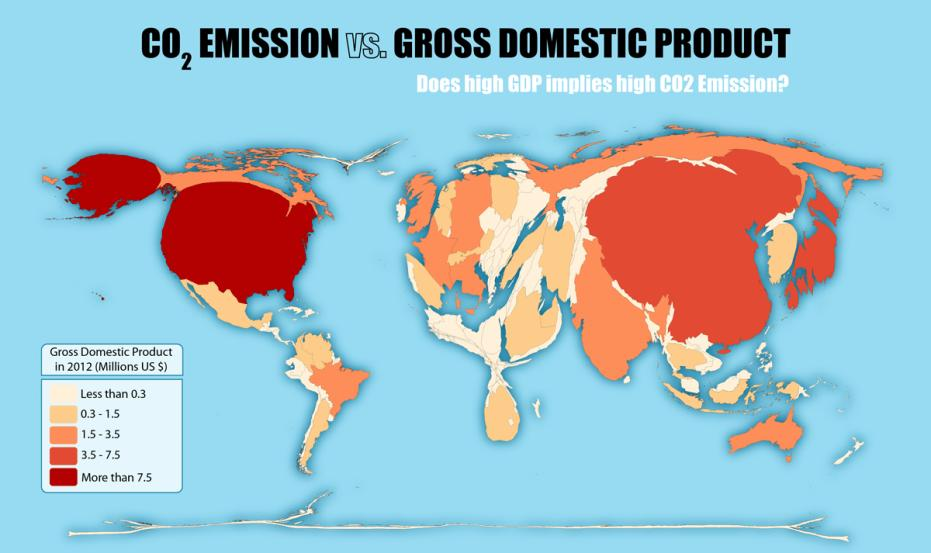 CO2 EMISSION VS. GROSS DOMESTIC PRODUCT
Does high GDP implies high CO2 Emission?
Gross Domestic Product
in 2012 (Millions US $)
Less than 0.3
0.3 - 1.5
1.5 - 3.5
3.5 - 7.5
More than 7.5